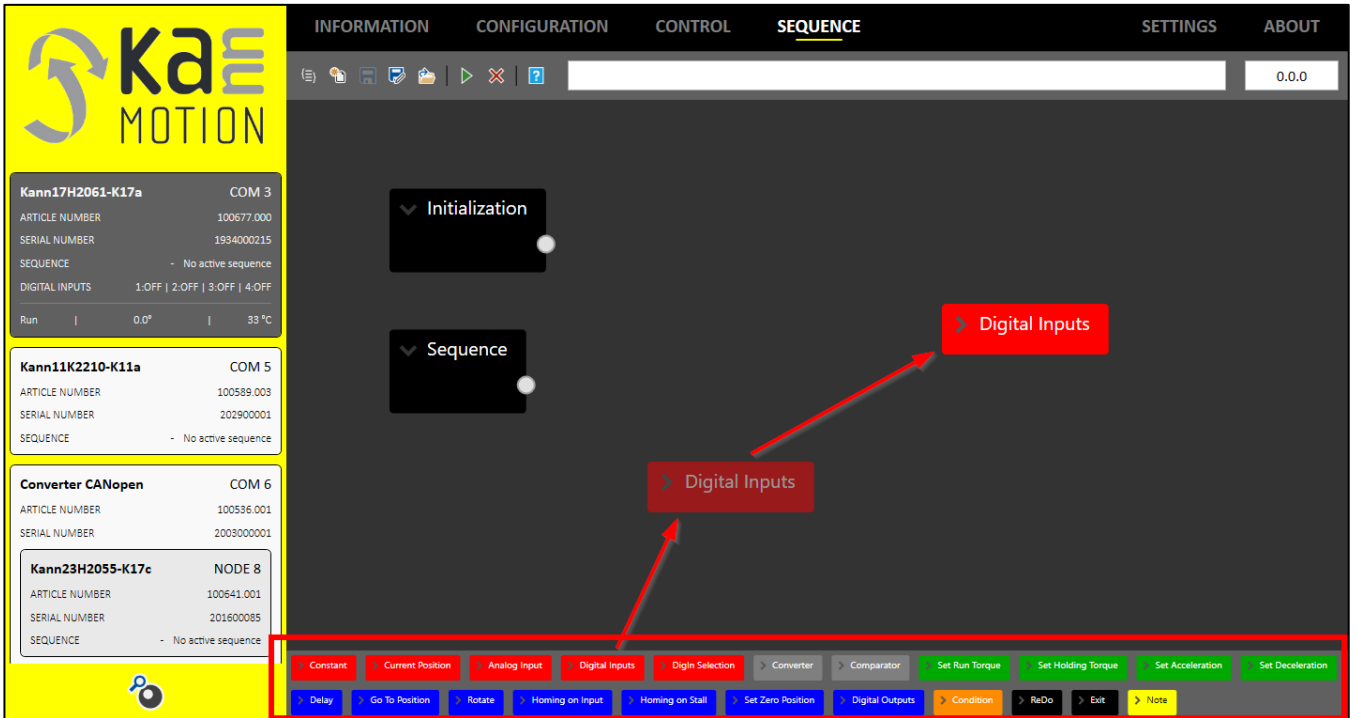 Kann
MOTION
INFORMATION CONFIGURATION CONTROL SEQUENCE SETTINGS ABOUT
0.0.0
Kann17H2061-K17a COM 3
ARTICLE NUMBER 100677.000
SERIAL NUMBER 1934000215
SEQUENCE - No active sequence
DIGITAL INPUTS 1:OFF | 2:OFF | 3:OFF | 4:OFF
Run | 0.0° | 33 °C
Kann11K2210-K11a COM 5
ARTICLE NUMBER 100589.003
SERIAL NUMBER 202900001
SEQUENCE - No active sequence
Converter CANopen COM 6
ARTICLE NUMBER 100536.001
SERIAL NUMBER 2003000001
Kann23H2055-K17c NODE 8
ARTICLE NUMBER 100641.001
SERIAL NUMBER 201600085
SEQUENCE - No active sequence
Initialization
Sequence
Digital Inputs
Digital Inputs
Constant Current Position Analog Input Digital Inputs DigIn Selection Converter Comparator Set Run Torque Set Holding Torque Set Acceleration Set Deceleration
Delay Go To Position Rotate Homing on Input Homing on Stall Set Zero Position Digital Outputs Condition ReDo Exit Note